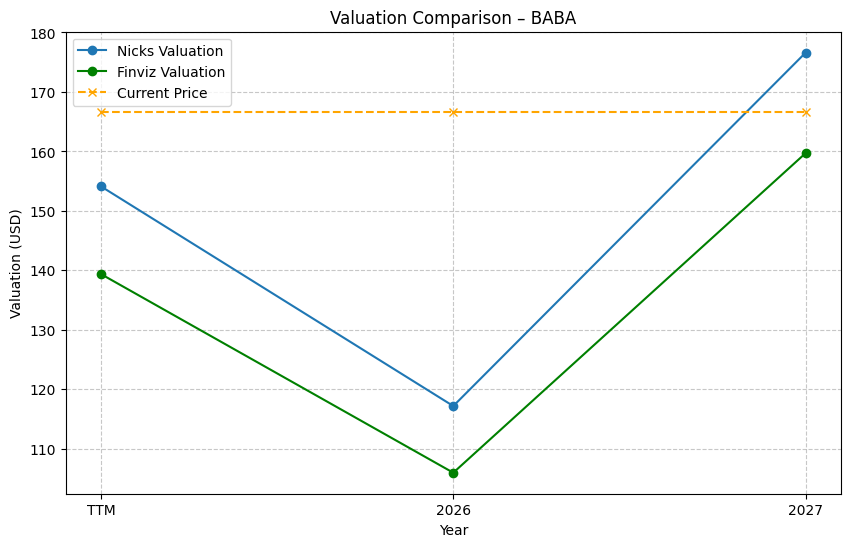 Valuation Comparison – BABA
Nicks Valuation
Finviz Valuation
Current Price
180
170
160
150
140
130
120
110
Valuation (USD)
TTM 2026 2027
Year